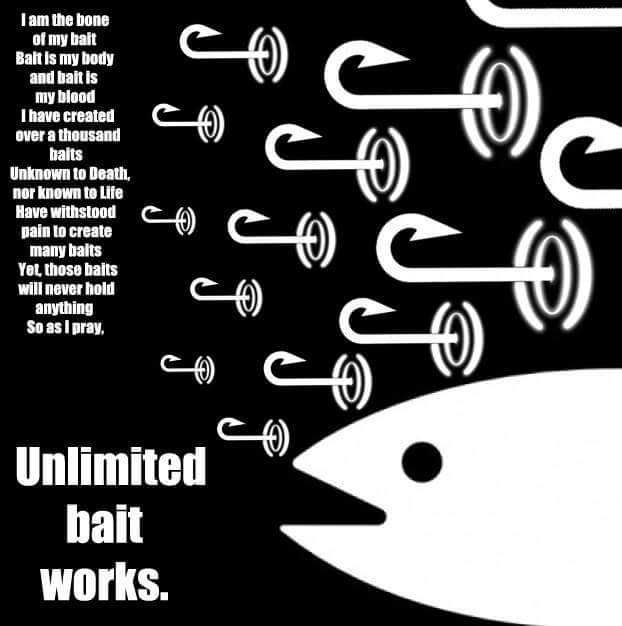 I am the bone
of my bait
Bait is my body
and bait is
my blood
I have created
over a thousand
baits
Unknown to Death,
nor known to Life
Have withstood
pain to create
many baits
Yet, those baits
will never hold
anything
So as I pray,
Unlimited
bait
works.